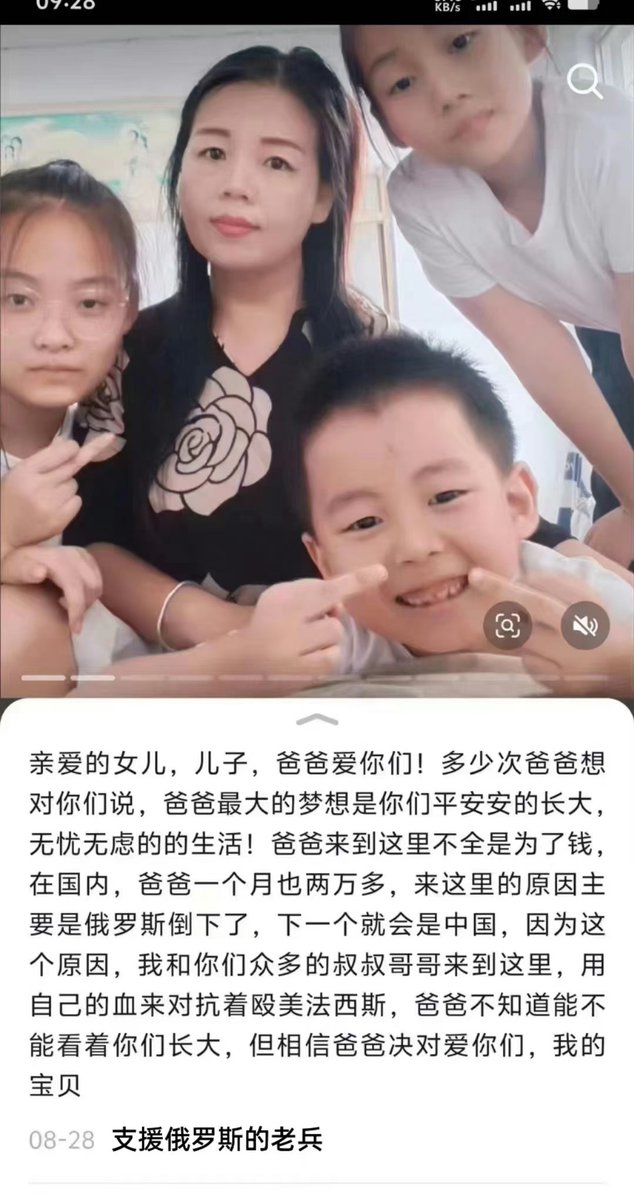 09:28
KB/s
亲爱的女儿，儿子，爸爸爱你们！多少次爸爸想
对你们说，爸爸最大的梦想是你们平安安的长大，
无忧无虑的的生活！爸爸来到这里不全是为了钱，
在国内，爸爸一个月也两万多，来这里的原因主
要是俄罗斯倒下了，下一个就会是中国，因为这
个原因，我和你们众多的叔叔哥哥来到这里，用
自己的血来对抗着殴美法西斯，爸爸不知道能不
能看着你们长大，但相信爸爸决对爱你们，我的
宝贝
08-28 支援俄罗斯的老兵